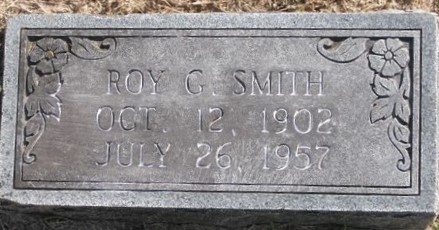 ROY G. SMITH
OCT. 12, 1902
JULY 26, 1957